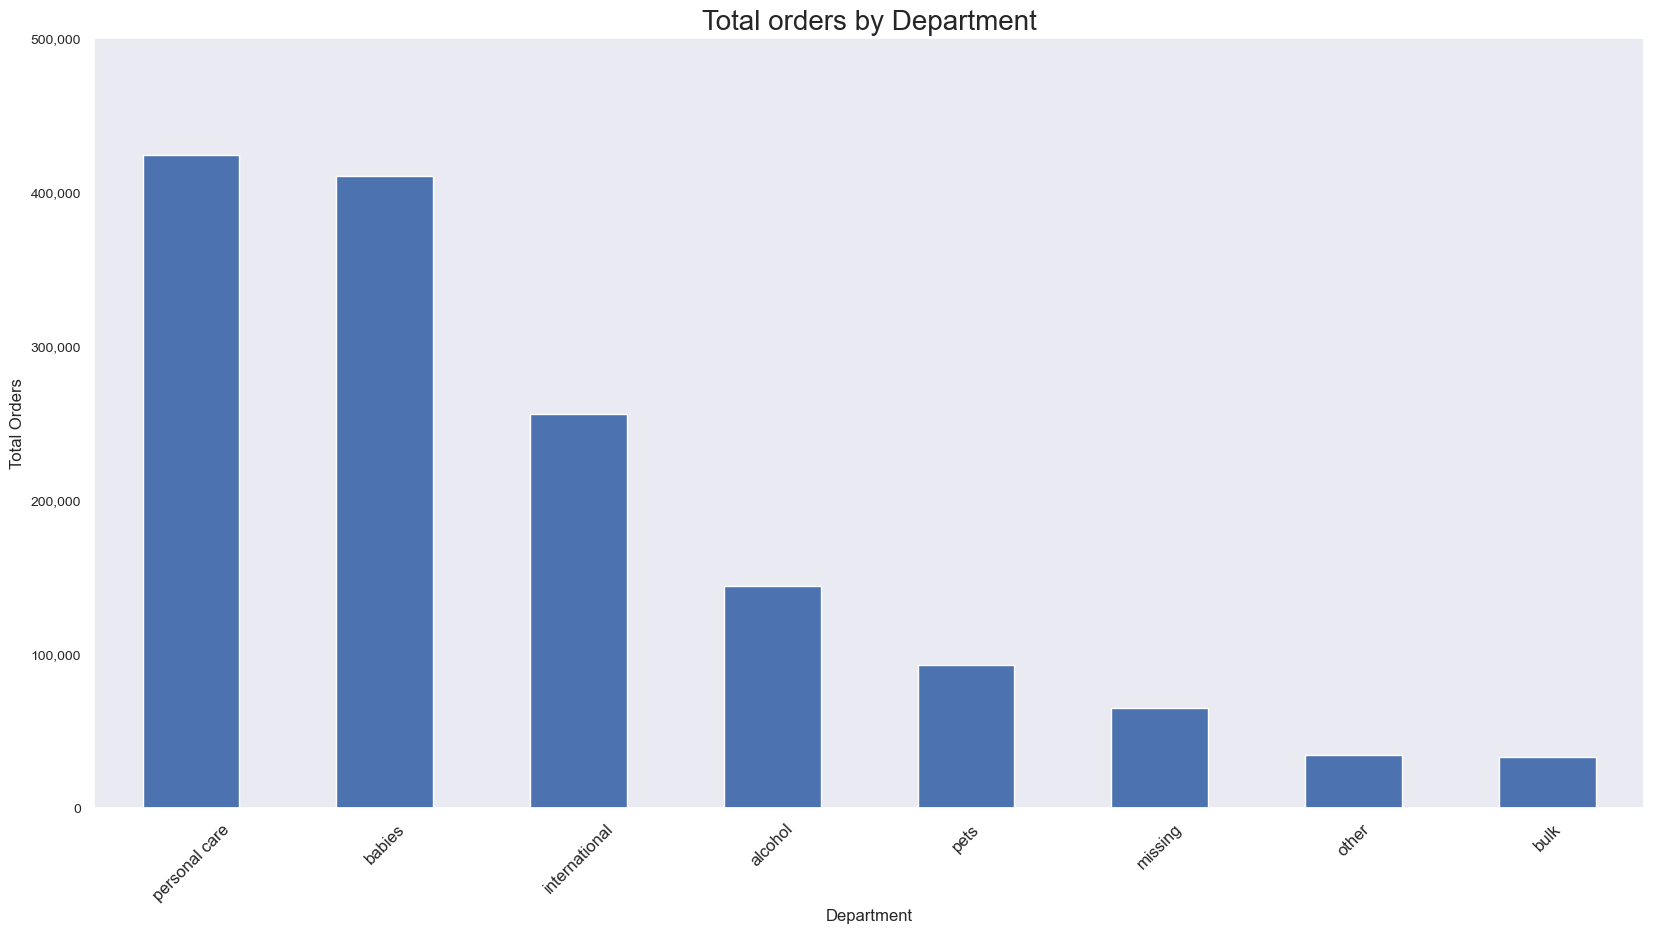 Total orders by Department
500,000
400,000
300,000
200,000
100,000
0
Total Orders
personal care
babies
international
alcohol
pets
missing
other
bulk
Department